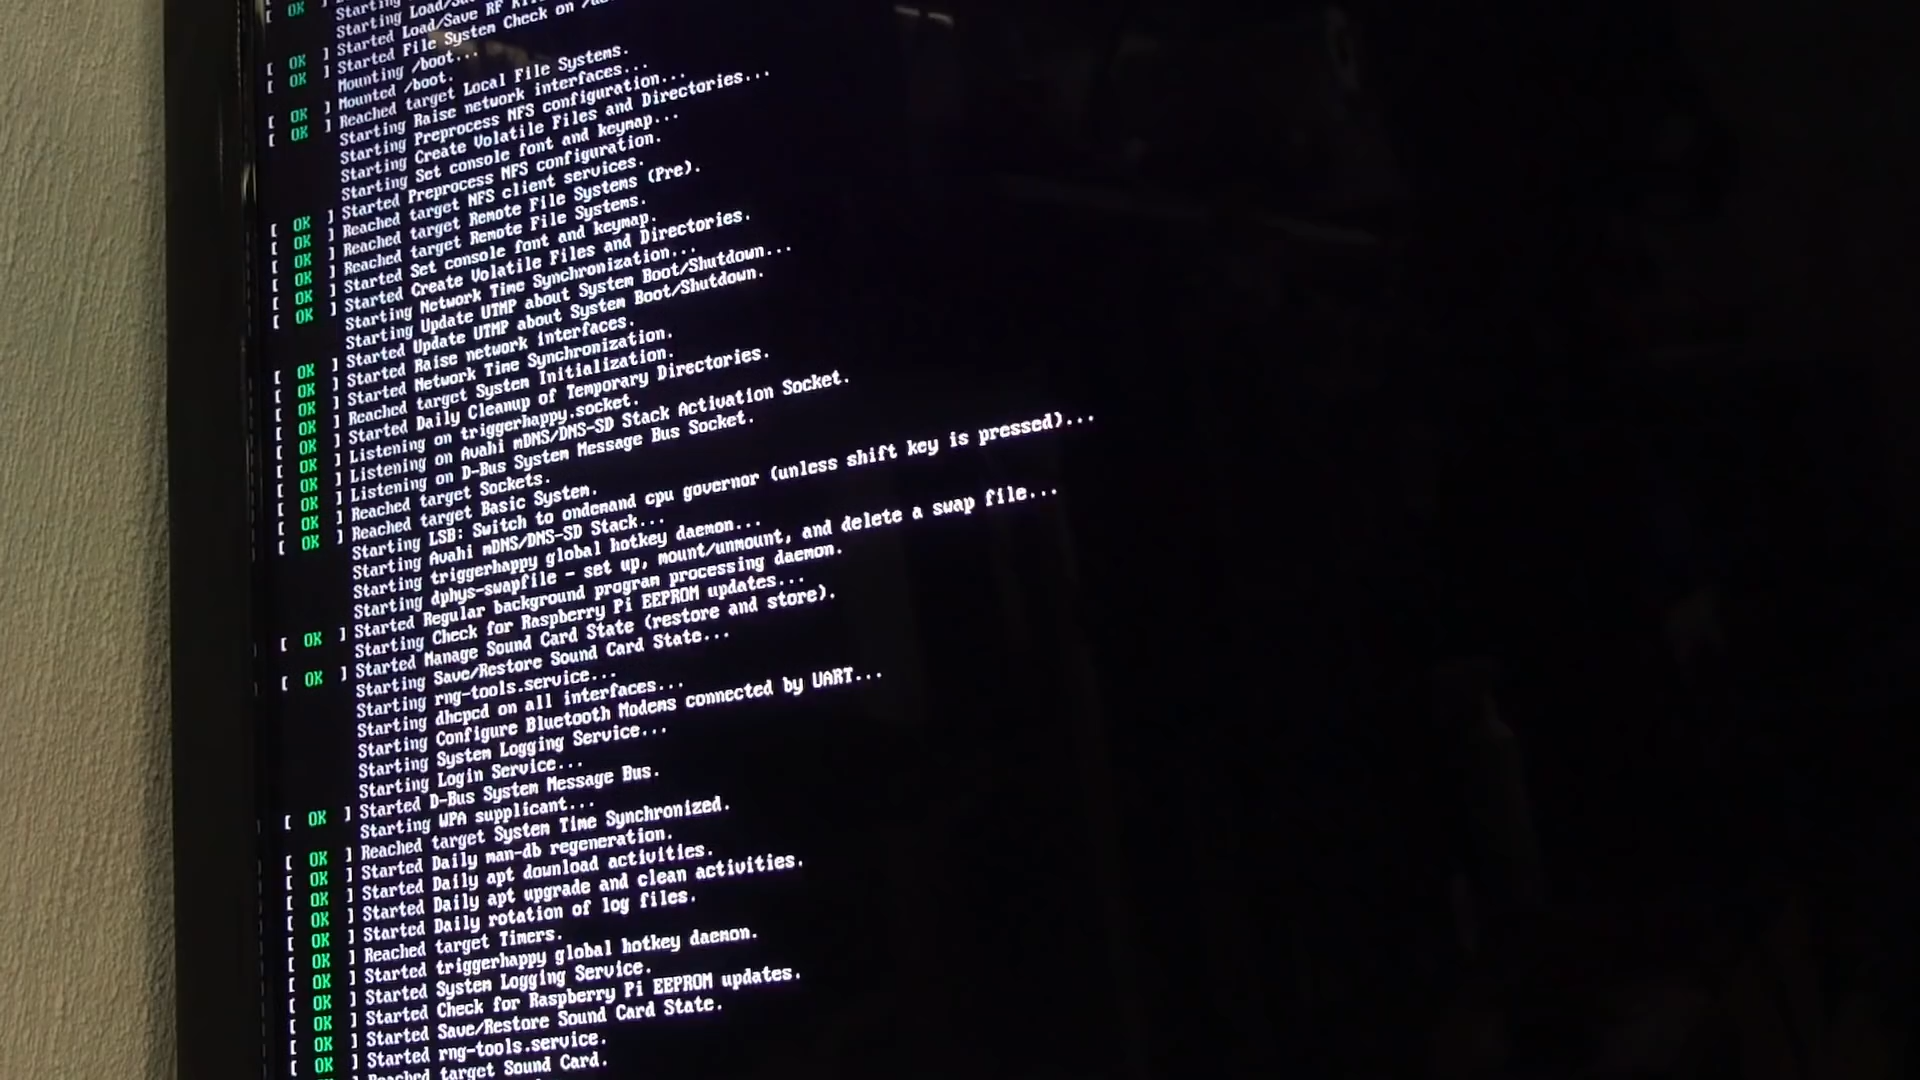 Starting Load/Save RF
[ OK ] Started Load/Save RF
[ OK ] Started File System Check on
Mounting /boot...
[ OK ] Mounted /boot.
[ OK ] Reached target Local File Systems.
Starting Raise network interfaces...
Starting Preprocess NFS configuration...
Starting Create Volatile Files and Directories...
Starting Set console font and keymap...
[ OK ] Started Preprocess NFS configuration.
[ OK ] Reached target NFS client services.
[ OK ] Reached target Remote File Systems (Pre).
[ OK ] Reached target Remote File Systems.
[ OK ] Started Set console font and keymap.
[ OK ] Started Create Volatile Files and Directories.
Starting Network Time Synchronization...
Starting Update UTMP about System Boot/Shutdown...
[ OK ] Started Update UTMP about System Boot/Shutdown.
[ OK ] Started Raise network interfaces.
[ OK ] Started Network Time Synchronization.
[ OK ] Reached target System Initialization.
[ OK ] Started Daily Cleanup of Temporary Directories.
[ OK ] Listening on triggerhappy.socket.
[ OK ] Listening on Avahi mDNS/DNS-SD Stack Activation Socket.
[ OK ] Listening on D-Bus System Message Bus Socket.
[ OK ] Reached target Sockets.
[ OK ] Reached target Basic System.
Starting LSB: Switch to ondemand cpu governor (unless shift key is pressed)...
Starting Avahi mDNS/DNS-SD Stack...
Starting triggerhappy global hotkey daemon...
Starting dphys-swapfile - set up, mount/unmount, and delete a swap file...
[ OK ] Started Regular background program processing daemon.
Starting Check for Raspberry Pi EEPROM updates...
[ OK ] Started Manage Sound Card State (restore and store).
Starting Save/Restore Sound Card State...
Starting rng-tools.service...
Starting dhcpcd on all interfaces...
Starting Configure Bluetooth Modems connected by UART...
Starting System Logging Service...
Starting Login Service...
[ OK ] Started D-Bus System Message Bus.
Starting WPA supplicant...
[ OK ] Reached target System Time Synchronized.
[ OK ] Started Daily man-db regeneration.
[ OK ] Started Daily apt download activities.
[ OK ] Started Daily apt upgrade and clean activities.
[ OK ] Started Daily rotation of log files.
[ OK ] Reached target Timers.
[ OK ] Started triggerhappy global hotkey daemon.
[ OK ] Started System Logging Service.
[ OK ] Started Check for Raspberry Pi EEPROM updates.
[ OK ] Started Save/Restore Sound Card State.
[ OK ] Started rng-tools.service.
Reached target Sound Card.